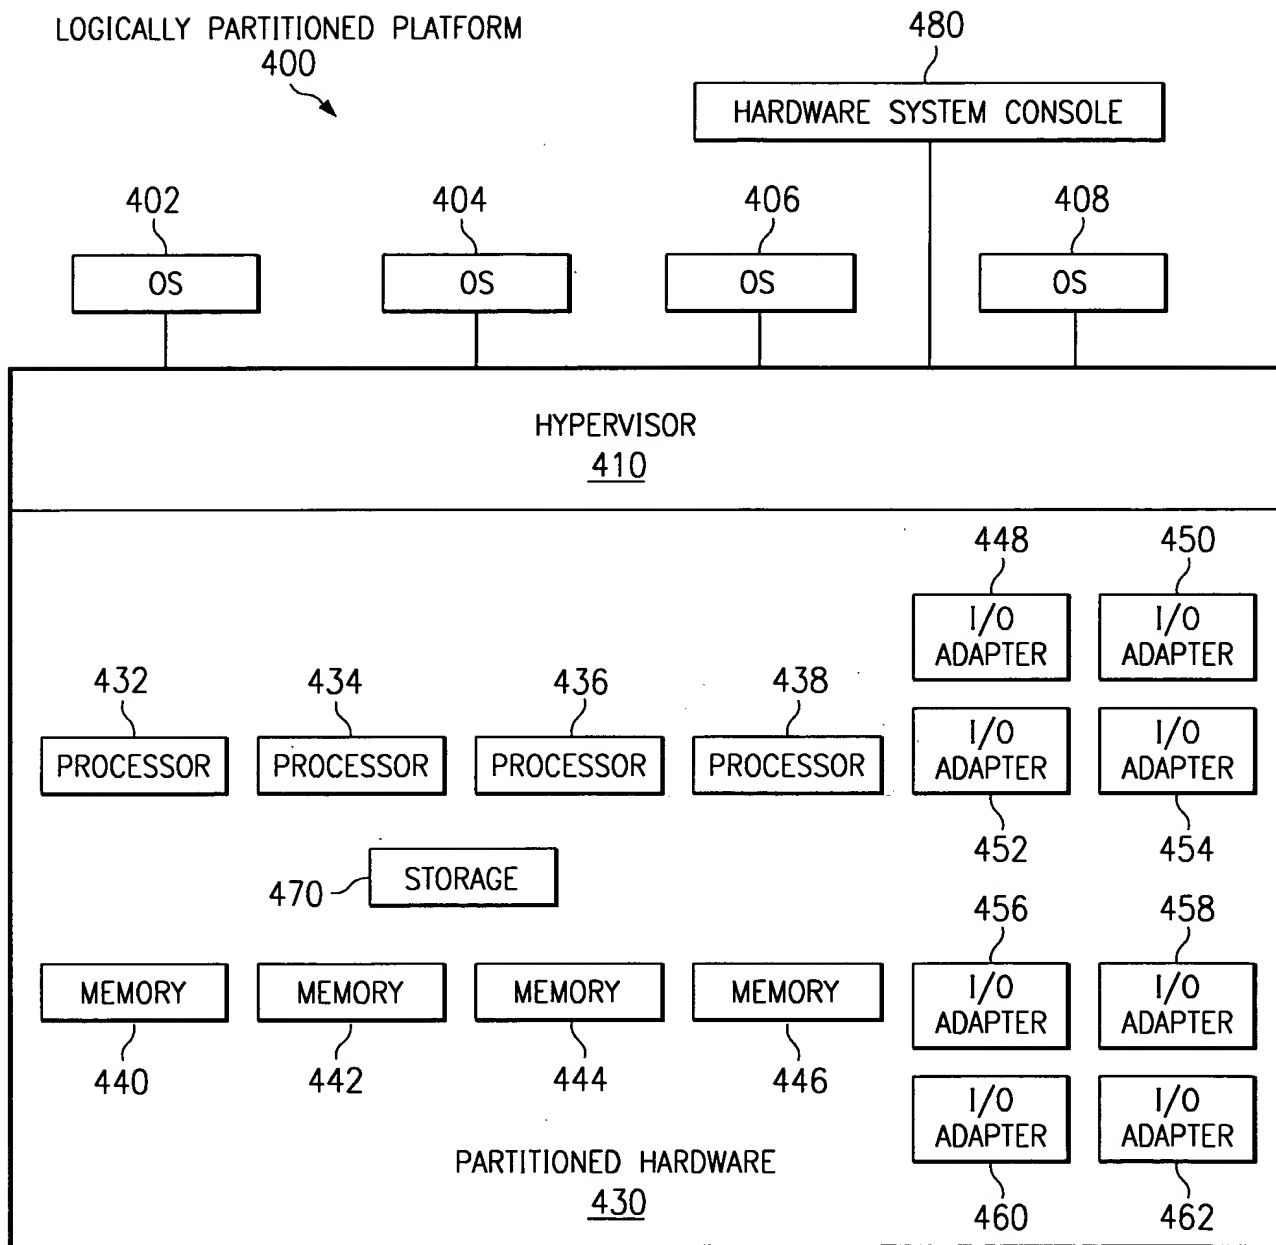 LOGICALLY PARTITIONED PLATFORM
400
480
HARDWARE SYSTEM CONSOLE
402 404 406 408
OS OS OS OS
HYPERVISOR
410
448 450
I/O ADAPTER
I/O ADAPTER
432 434 436 438
PROCESSOR PROCESSOR PROCESSOR PROCESSOR
I/O ADAPTER
I/O ADAPTER
452 454
470 STORAGE
456 458
MEMORY MEMORY MEMORY MEMORY
I/O ADAPTER
I/O ADAPTER
440 442 444 446
I/O ADAPTER
I/O ADAPTER
460 462
PARTITIONED HARDWARE
430